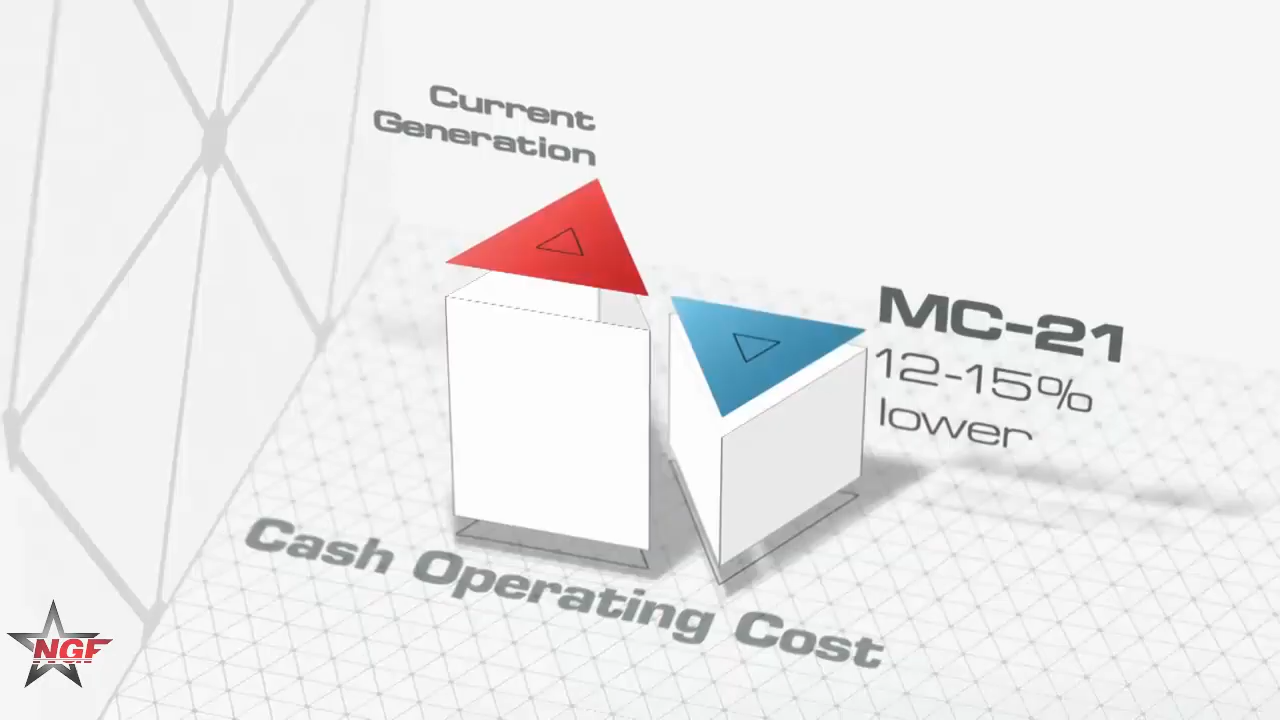 Current
Generation
MC-21
12-15%
lower
Cash Operating Cost
NGF